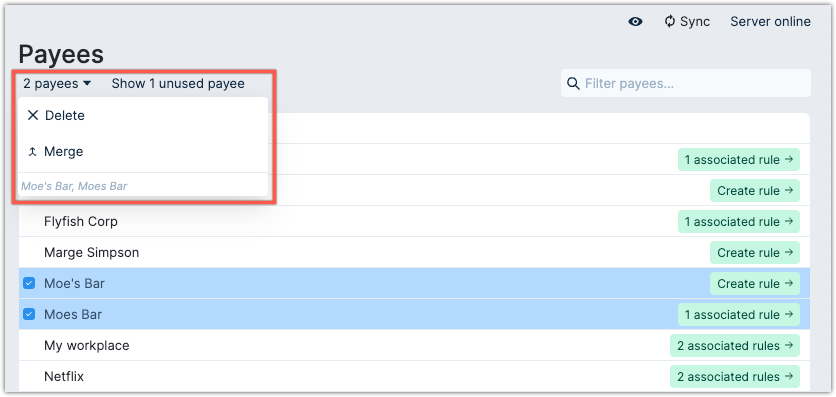 Sync Server online
Payees
2 payees Show 1 unused payee Filter payees...
Delete
Merge
Moe's Bar, Moes Bar
1 associated rule →
Create rule →
Flyfish Corp 1 associated rule →
Marge Simpson Create rule →
Moe's Bar Create rule →
Moes Bar 1 associated rule →
My workplace 2 associated rules →
Netflix 2 associated rules →